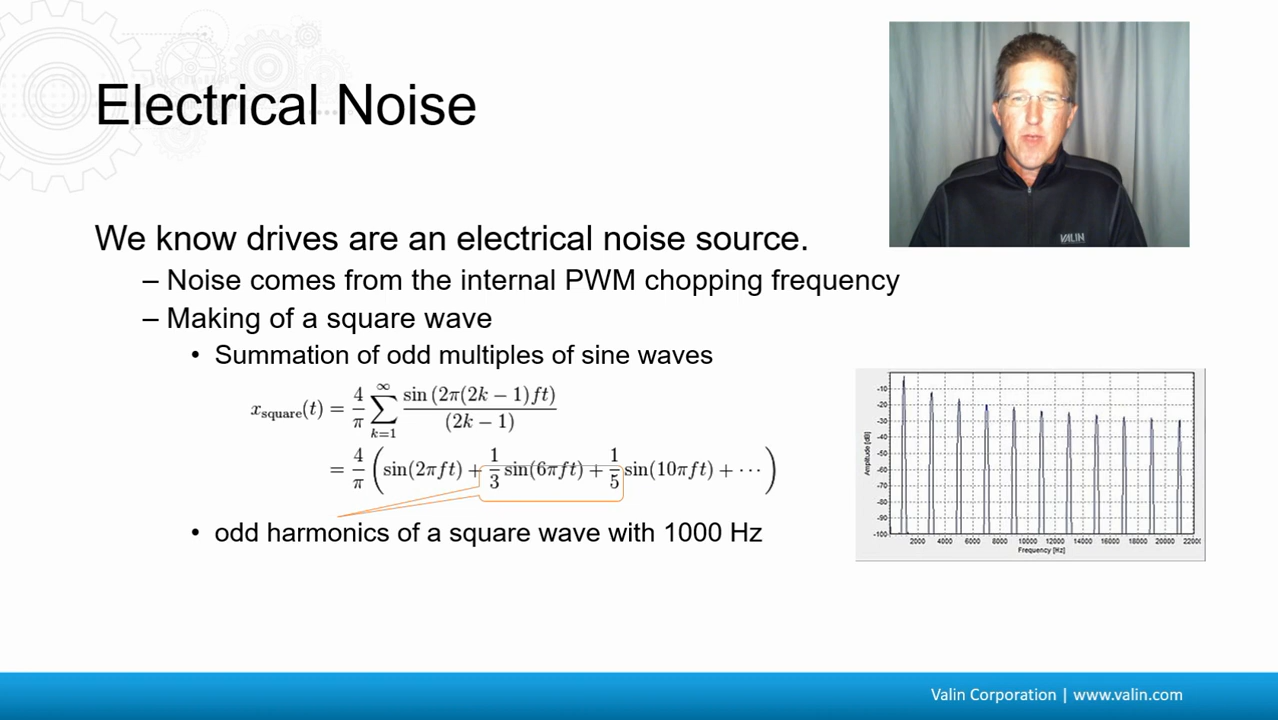 Electrical Noise
VALIN
We know drives are an electrical noise source.
– Noise comes from the internal PWM chopping frequency
– Making of a square wave
• Summation of odd multiples of sine waves
x_square(t) = 4/π ∑_{k=1}^{∞} sin (2π(2k − 1)ft) / (2k − 1)
= 4/π (sin(2πft) + 1/3 sin(6πft) + 1/5 sin(10πft) + ⋯)
• odd harmonics of a square wave with 1000 Hz
Amplitude [dB]
-10
-20
-30
-40
-50
-60
-70
-80
-90
-100
2000 4000 6000 8000 10000 12000 14000 16000 18000 20000 22000
Frequency [Hz]
Valin Corporation | www.valin.com